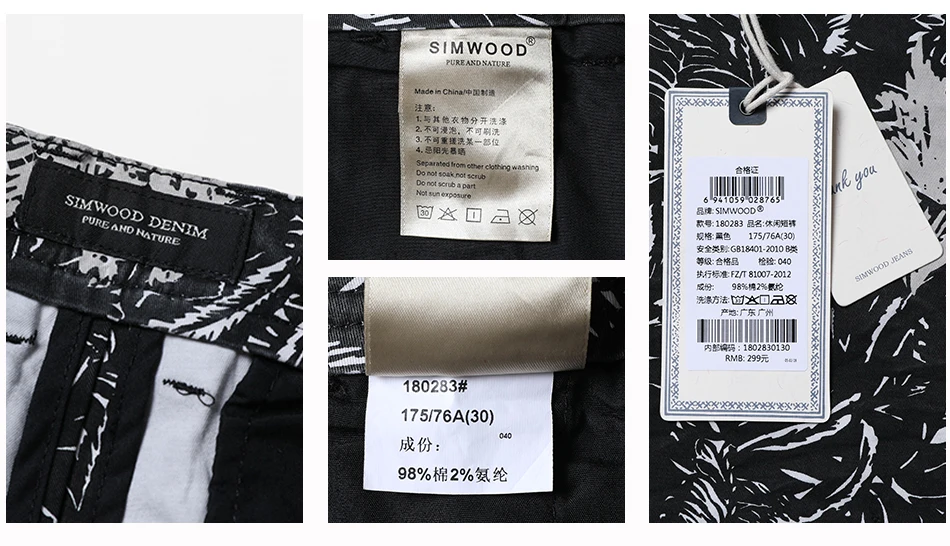 SIMWOOD DENIM
PURE AND NATURE
SIMWOOD®
PURE AND NATURE
Made in China/中国制造
注意:
1.与其他衣物分开洗涤
2.不可浸泡，不可刷洗
3.不可重搓洗某一部位
4.忌阳光暴晒
Separated from other clothing washing
Do not soak,not scrub
Do not scrub a part
Not sun exposure
30
180283#
175/76A(30)
成份:
040
98%棉2%氨纶
合格证
6 941059 028765
品牌: SIMWOOD®
款号: 180283 品名:休闲短裤
规格: 黑色 175/76A(30)
安全类别:GB18401-2010 B类
等级: 合格品 检验: 040
执行标准: FZ/T 81007-2012
成份: 98%棉2%氨纶
洗涤方法:
产地: 广东 广州
内部编码：1802830130
RMB: 299元
nk you
SIMWOOD JEANS